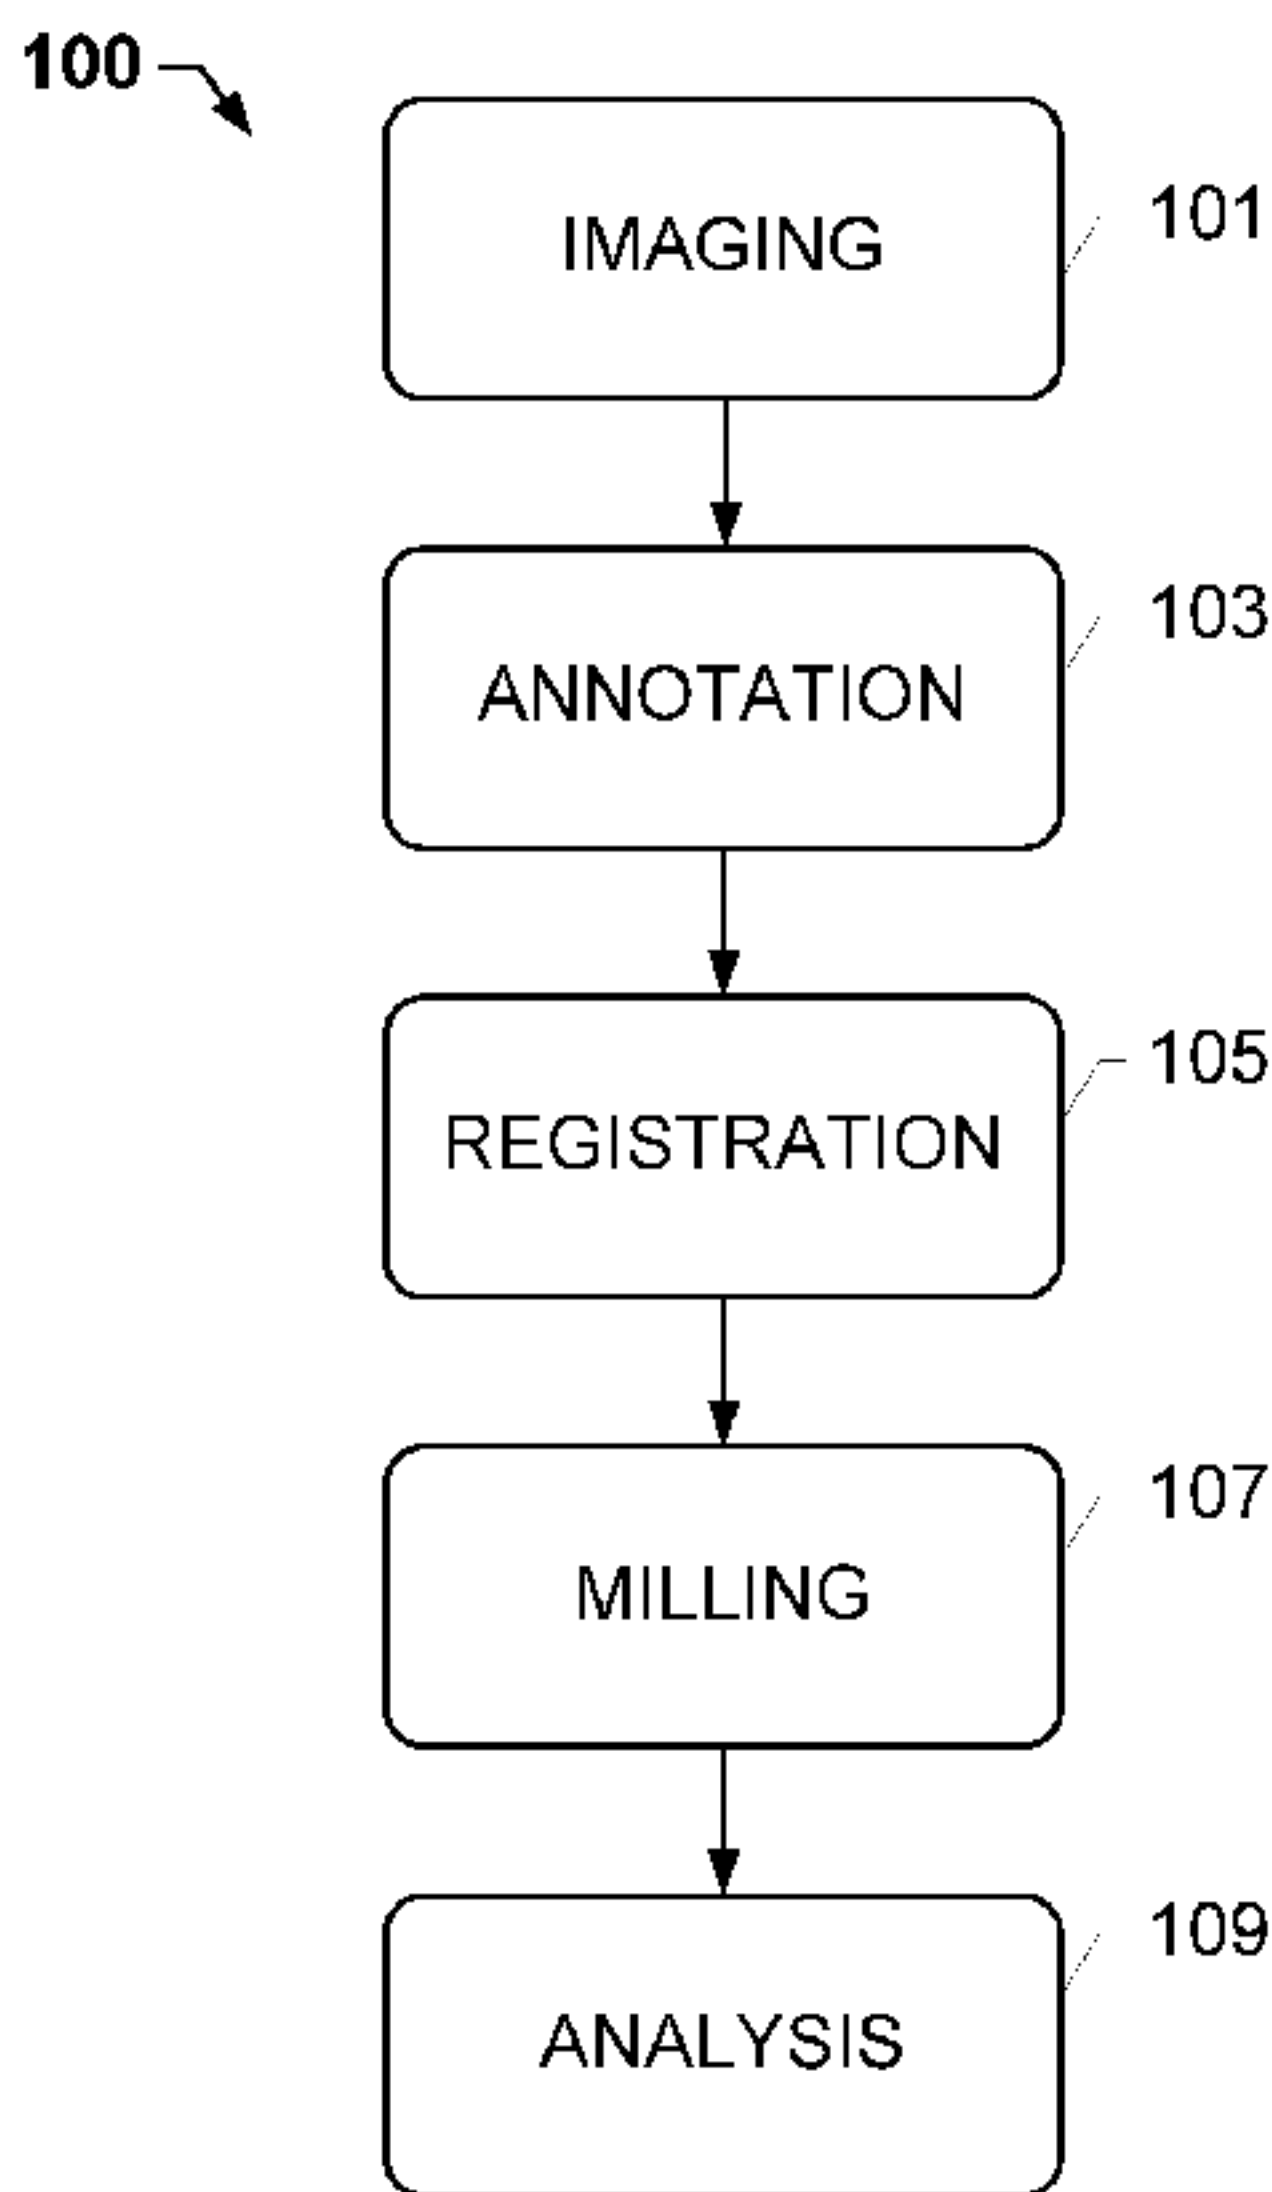 100
IMAGING
101
ANNOTATION
103
REGISTRATION
105
MILLING
107
ANALYSIS
109